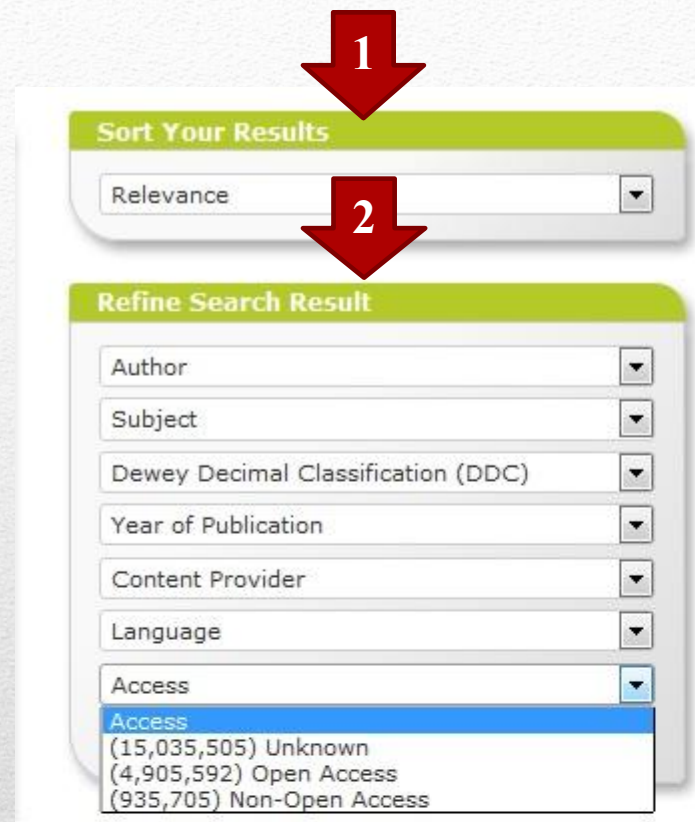 1
Sort Your Results
Relevance
2
Refine Search Result
Author
Subject
Dewey Decimal Classification (DDC)
Year of Publication
Content Provider
Language
Access
Access
(15,035,505) Unknown
(4,905,592) Open Access
(935,705) Non-Open Access